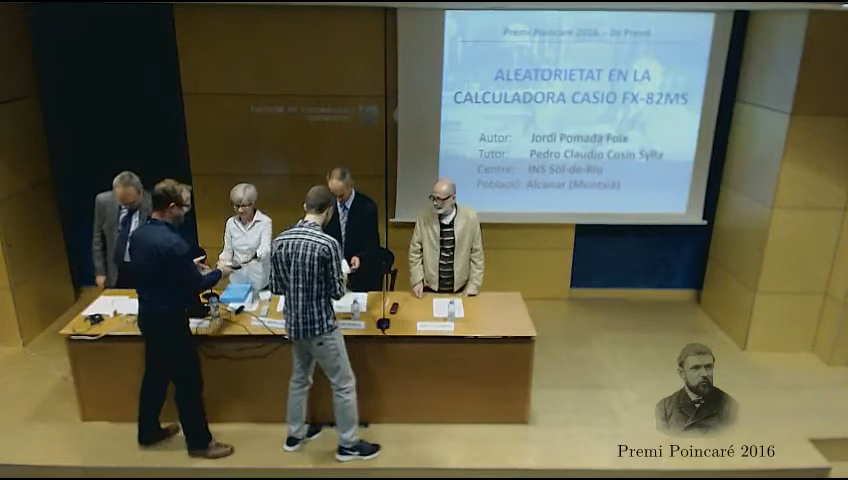 Premi Poincaré 2016 - 2n Premi
ALEATORIETAT EN LA
CALCULADORA CASIO FX-82MS
Autor: Jordi Pomada Foix
Tutor: Pedro Claudio Cosin Sylla
Centre: INS Sòl-de-Riu
Població: Alcanar (Montsià)
Premi Poincaré 2016